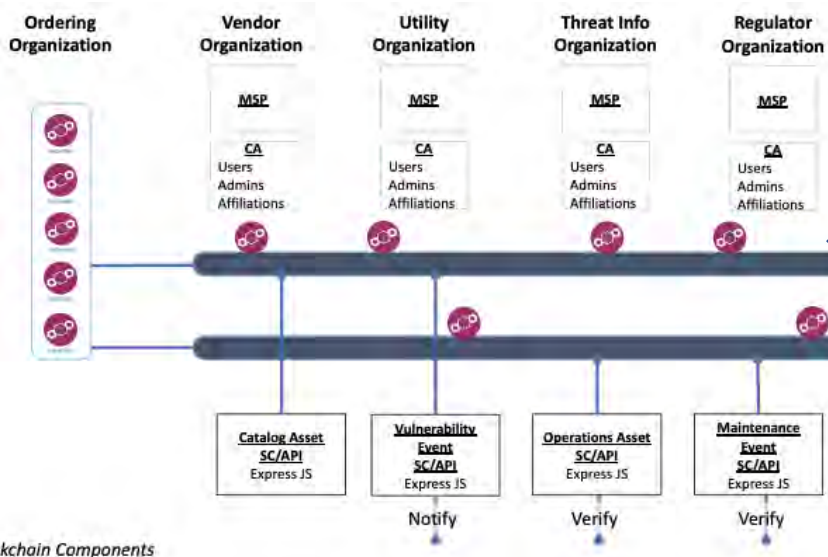 Ordering
Organization
Vendor
Organization
Utility
Organization
Threat Info
Organization
Regulator
Organization
MSP
MSP
MSP
MSP
CA
Users
Admins
Affiliations
CA
Users
Admins
Affiliations
CA
Users
Admins
Affiliations
CA
Users
Admins
Affiliations
Catalog Asset
SC/API
Express JS
Vulnerability
Event
SC/API
Express JS
Operations Asset
SC/API
Express JS
Maintenance
Event
SC/API
Express JS
Notify
Verify
Verify
kchain Components